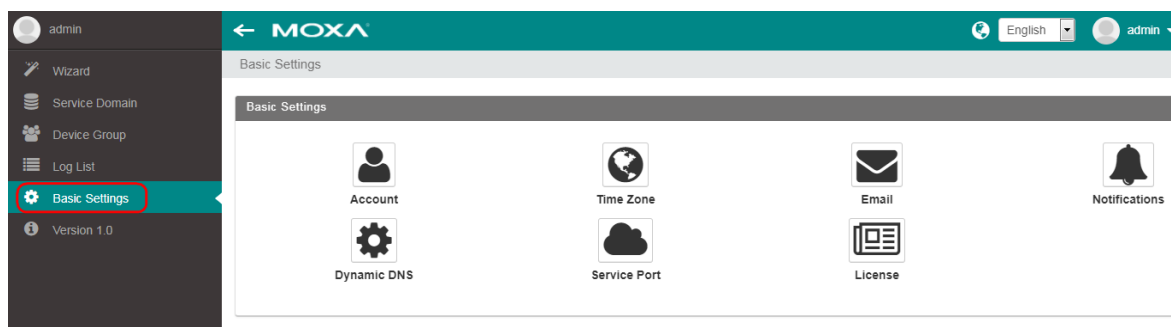 admin
MOXA
English
admin
Wizard
Service Domain
Device Group
Log List
Basic Settings
Version 1.0
Basic Settings
Basic Settings
Account
Time Zone
Email
Notifications
Dynamic DNS
Service Port
License